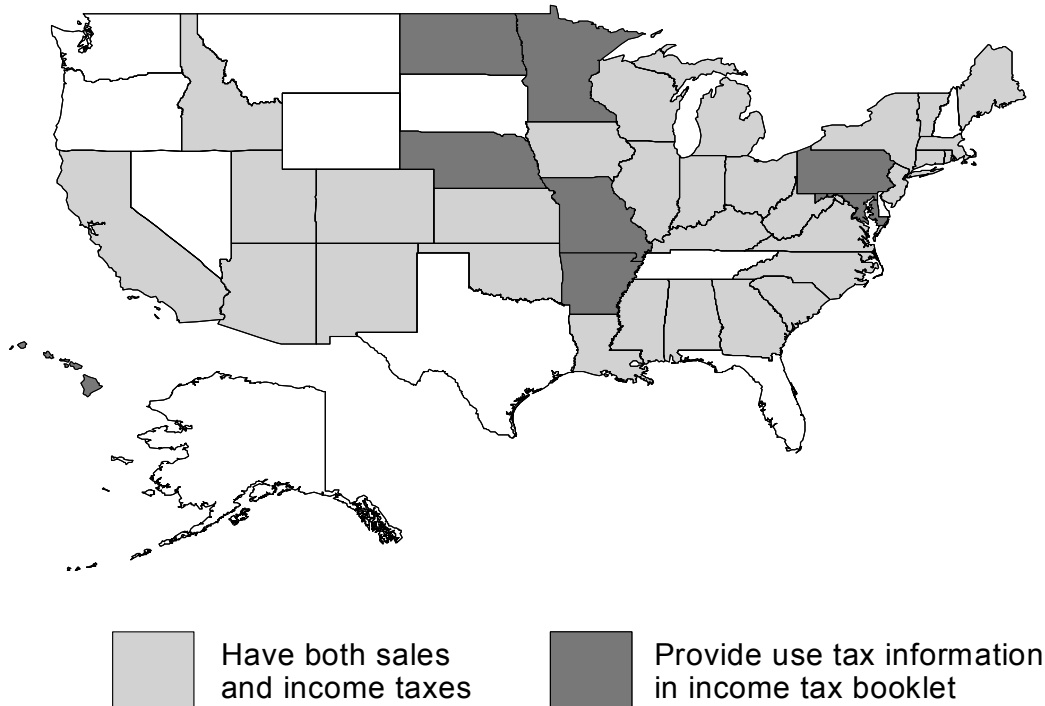 Have both sales
and income taxes
Provide use tax information
in income tax booklet